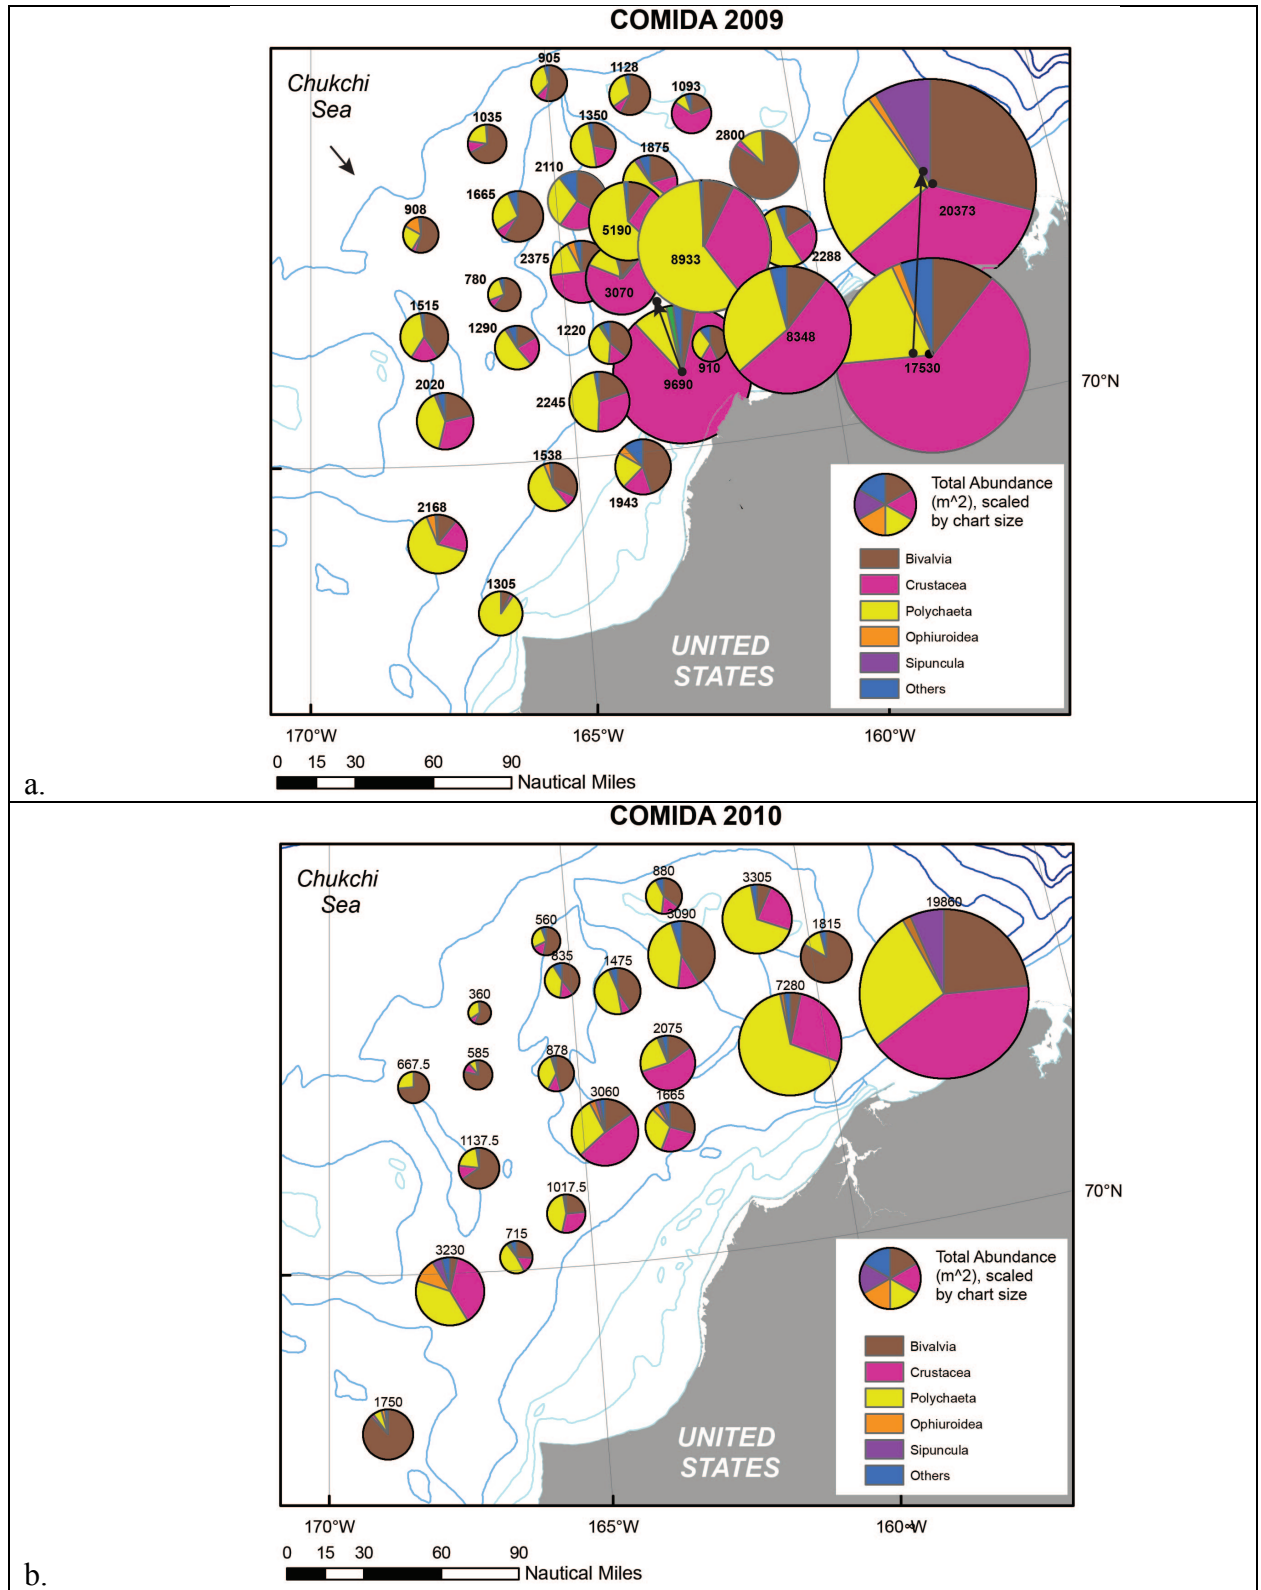 COMIDA 2009
Chukchi
Sea
905
1128
1093
1035
1350
2800
1875
2110
1665
908
5190
20373
8933
2375
2288
3070
780
1515
1290
1220
8348
910
17530
9690
2020
2245
70°N
1538
1943
2168
1305
Total Abundance
(m^2), scaled
by chart size
Bivalvia
Crustacea
Polychaeta
Ophiuroidea
Sipuncula
Others
UNITED
STATES
170°W
165°W
160°W
0 15 30 60 90
Nautical Miles
a.
COMIDA 2010
Chukchi
Sea
880
3305
19860
3090
560
1815
835
1475
360
7280
2075
878
585
667.5
3060
1665
1137.5
1017.5
70°N
715
3230
1750
Total Abundance
(m^2), scaled
by chart size
Bivalvia
Crustacea
Polychaeta
Ophiuroidea
Sipuncula
Others
UNITED
STATES
170°W
165°W
160°W
0 15 30 60 90
Nautical Miles
b.